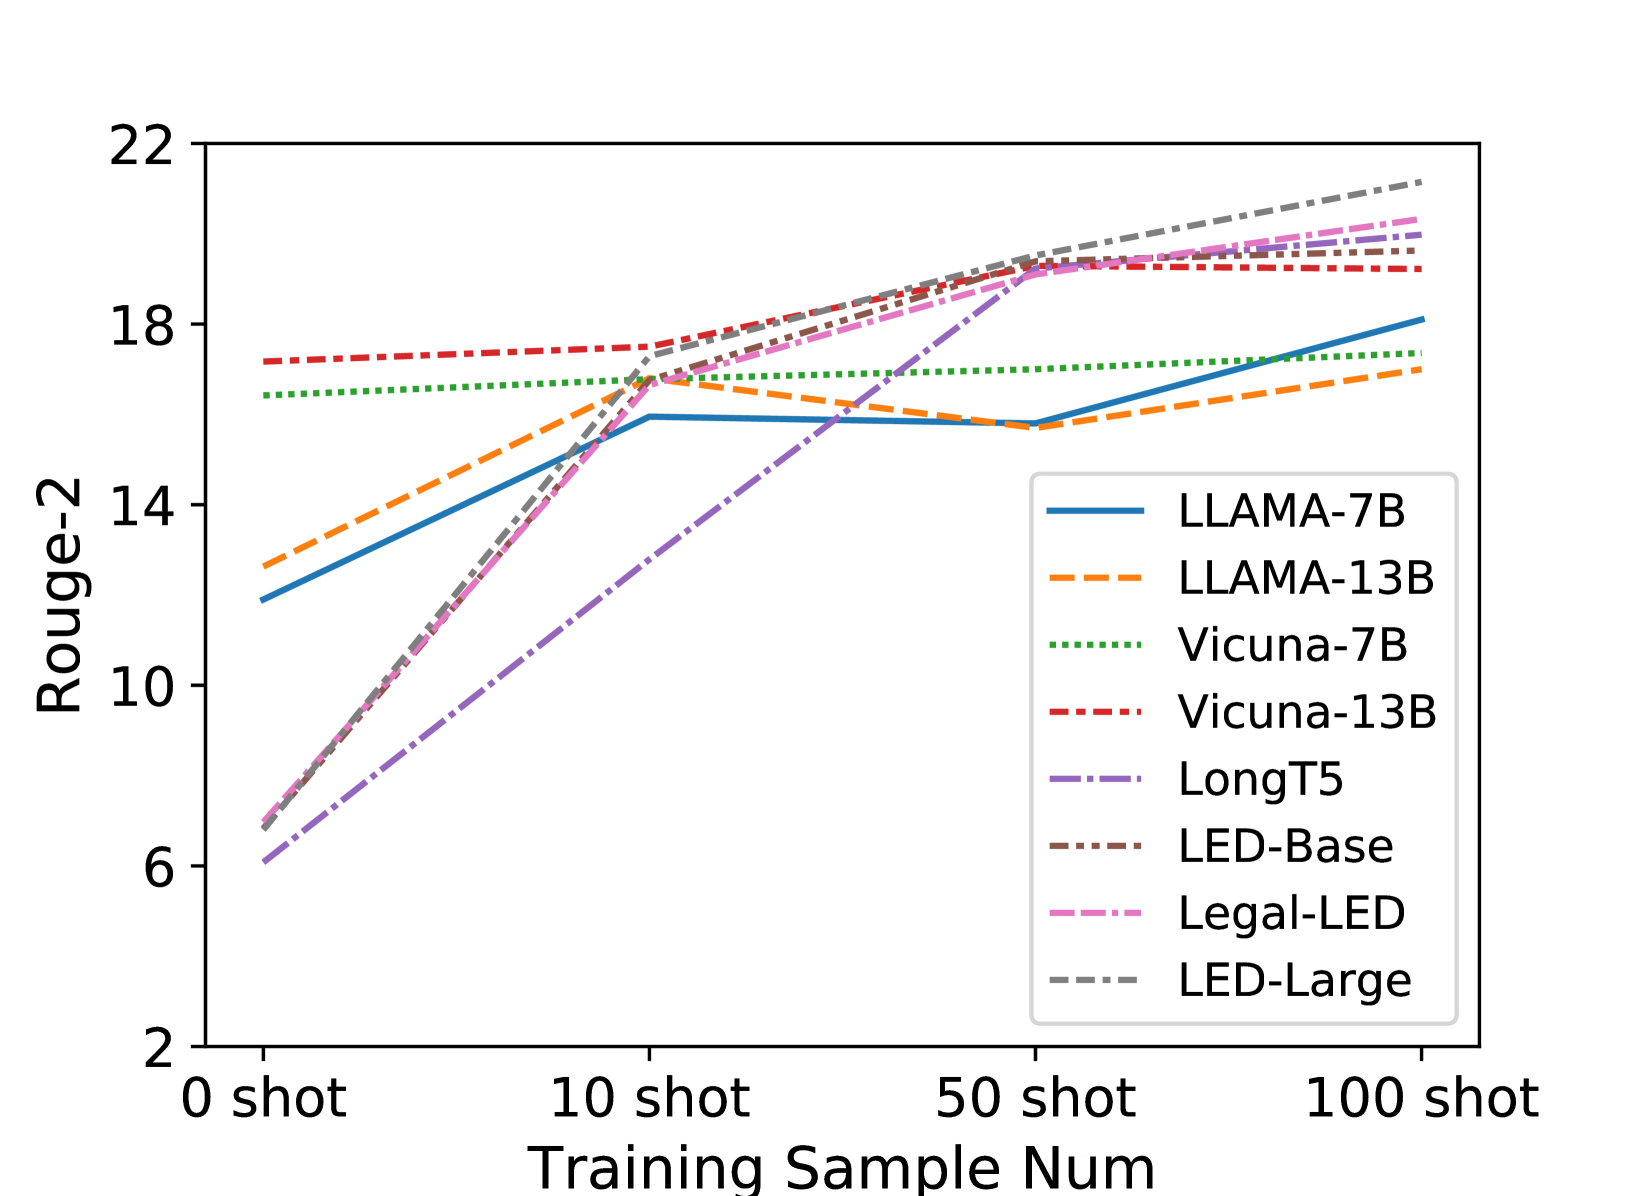 22
18
14
10
6
2
Rouge-2
0 shot
10 shot
50 shot
100 shot
Training Sample Num
LLAMA-7B
LLAMA-13B
Vicuna-7B
Vicuna-13B
LongT5
LED-Base
Legal-LED
LED-Large